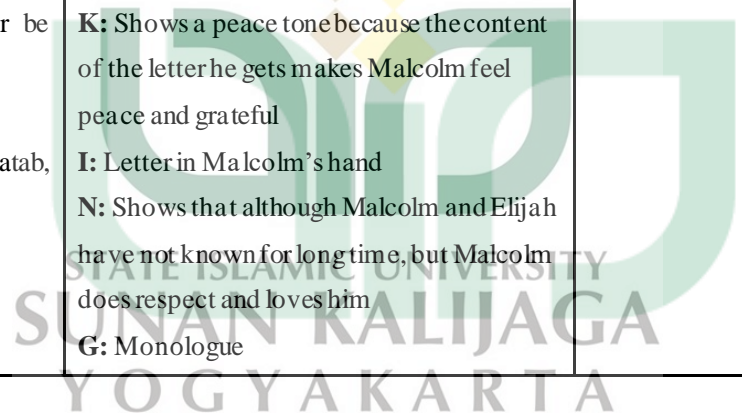 r be
atab,
K: Shows a peace tone because the content
of the letter he gets makes Malcolm feel
peace and grateful
I: Letter in Malcolm's hand
N: Shows that although Malcolm and Elijah
have not known for long time, but Malcolm
does respect and loves him
G: Monologue
STATE ISLAMIC UNIVERSITY
SUNAN KALIJAGA
YOGYAKARTA